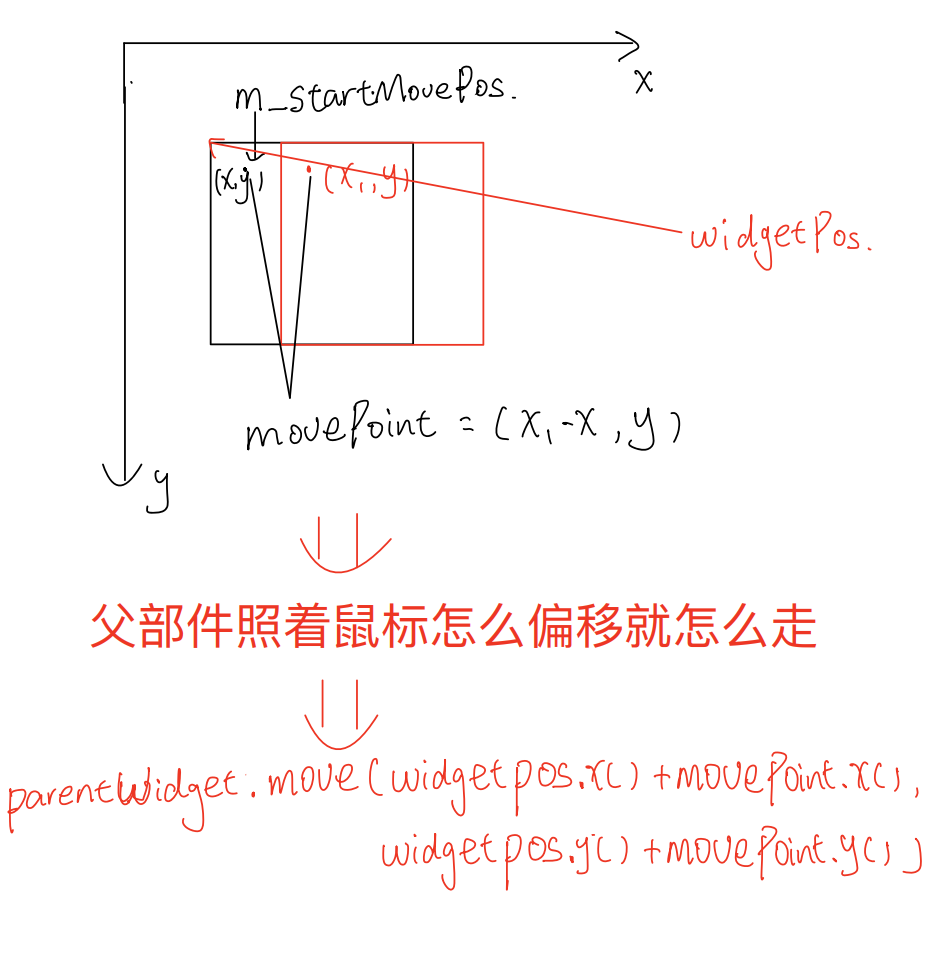 x
m_startMovePos.
(x,y) (x₁,y)
widgetPos.
movePoint = (x₁-x,y)
y
父部件照着鼠标怎么偏移就怎么走
parentWidget.move(widgetpos.x()+movePoint.x(),
widgetpos.y()+movePoint.y())